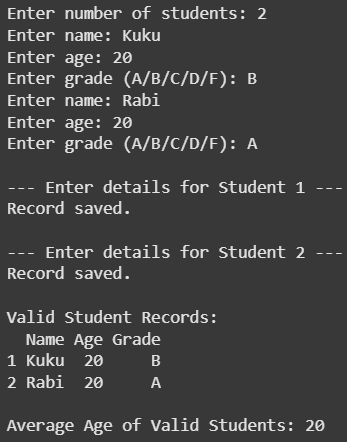 Enter number of students: 2
Enter name: Kuku
Enter age: 20
Enter grade (A/B/C/D/F): B
Enter name: Rabi
Enter age: 20
Enter grade (A/B/C/D/F): A

--- Enter details for Student 1 ---
Record saved.

--- Enter details for Student 2 ---
Record saved.

Valid Student Records:
  Name Age Grade
1 Kuku  20     B
2 Rabi  20     A

Average Age of Valid Students: 20